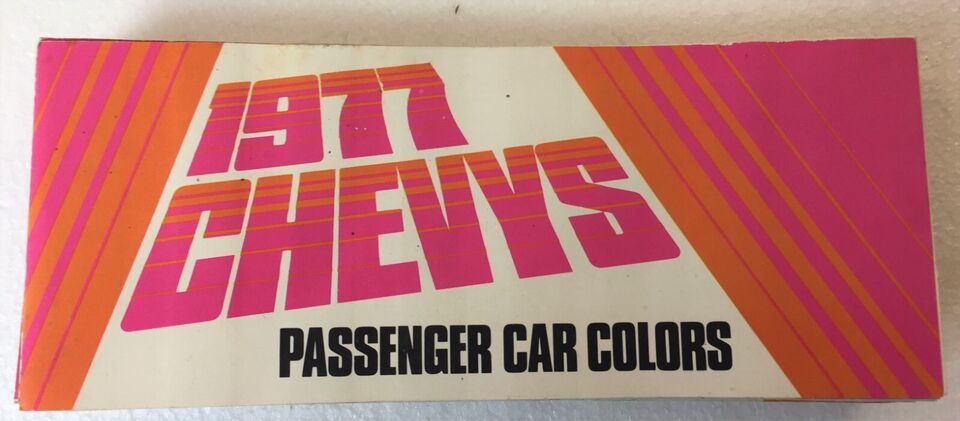 1977
CHEVYS
PASSENGER CAR COLORS